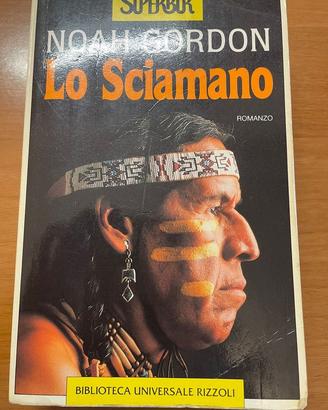 SUPERBUR
NOAH GORDON
Lo Sciamano
ROMANZO
BIBLIOTECA UNIVERSALE RIZZOLI